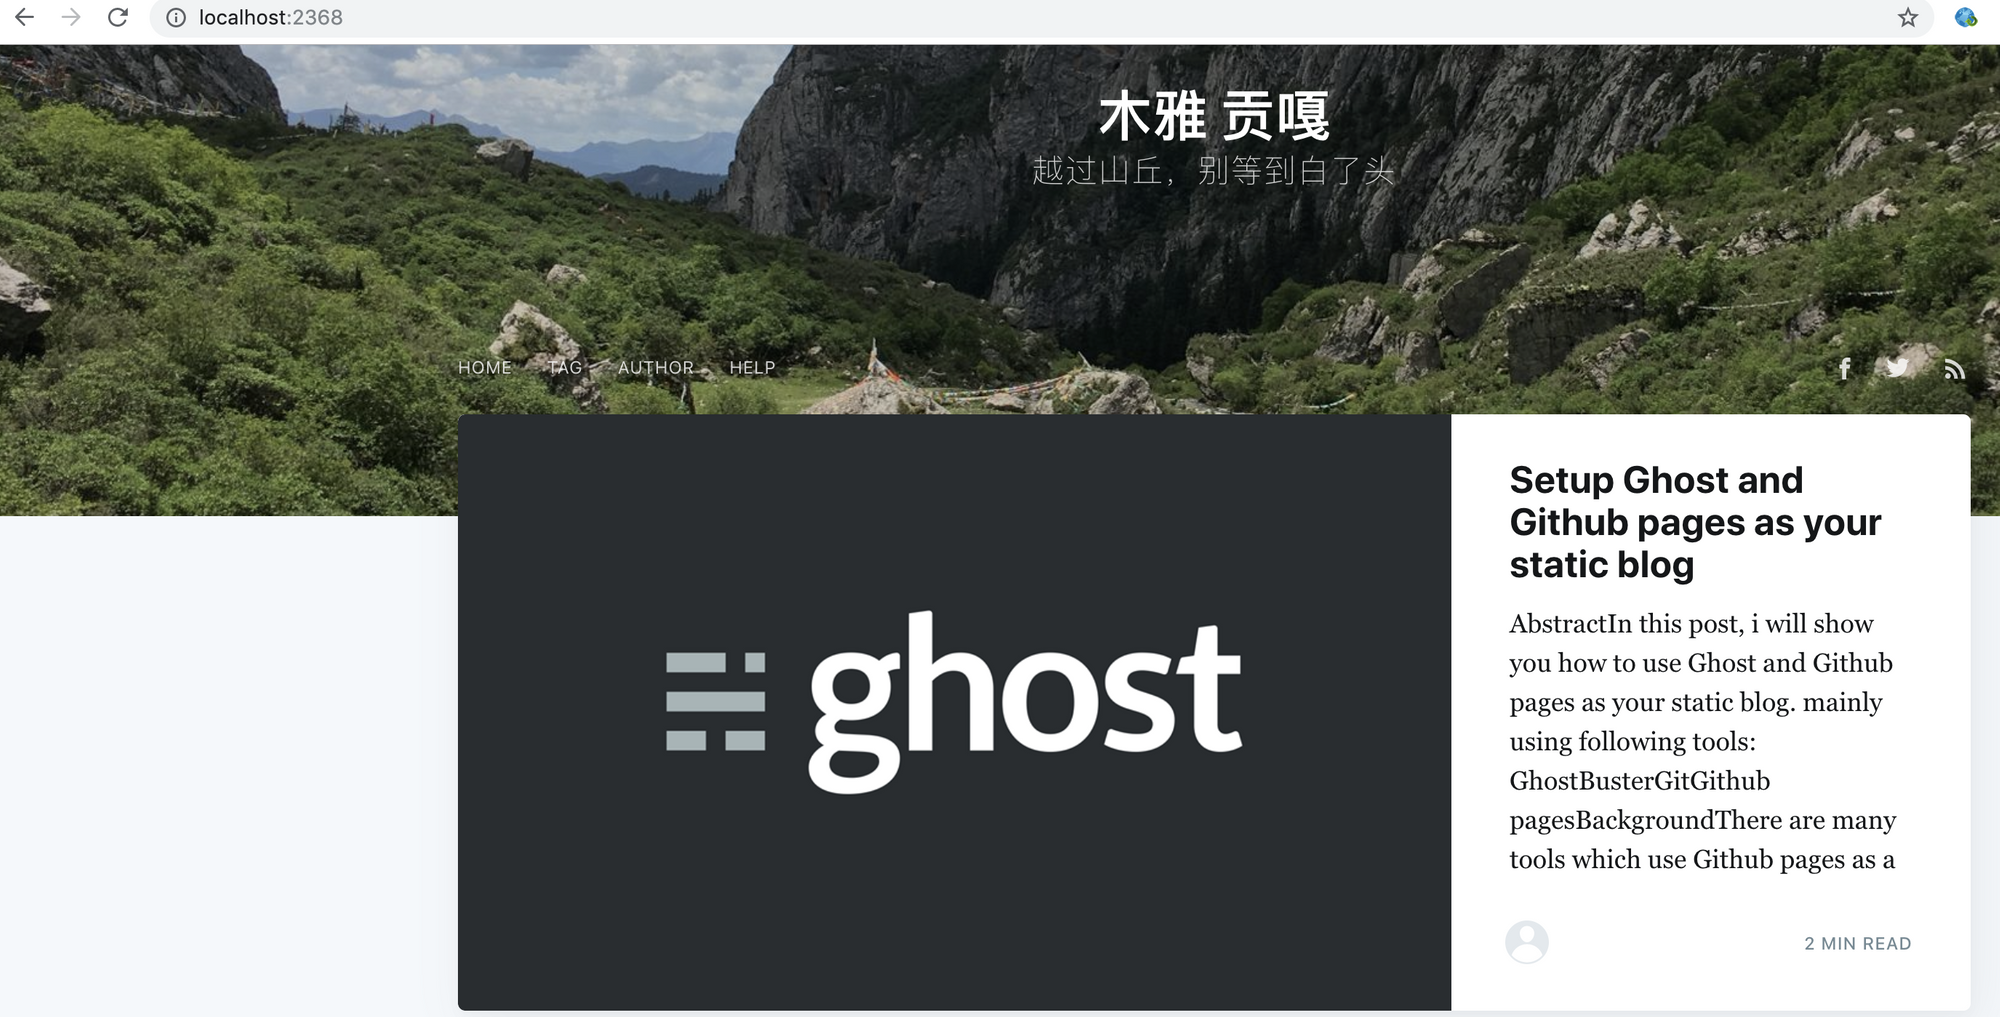 localhost:2368
木雅 贡嘎
越过山丘，别等到白了头
HOME TAG AUTHOR HELP
ghost
Setup Ghost and
Github pages as your
static blog
AbstractIn this post, i will show
you how to use Ghost and Github
pages as your static blog. mainly
using following tools:
GhostBusterGitGithub
pagesBackgroundThere are many
tools which use Github pages as a
2 MIN READ